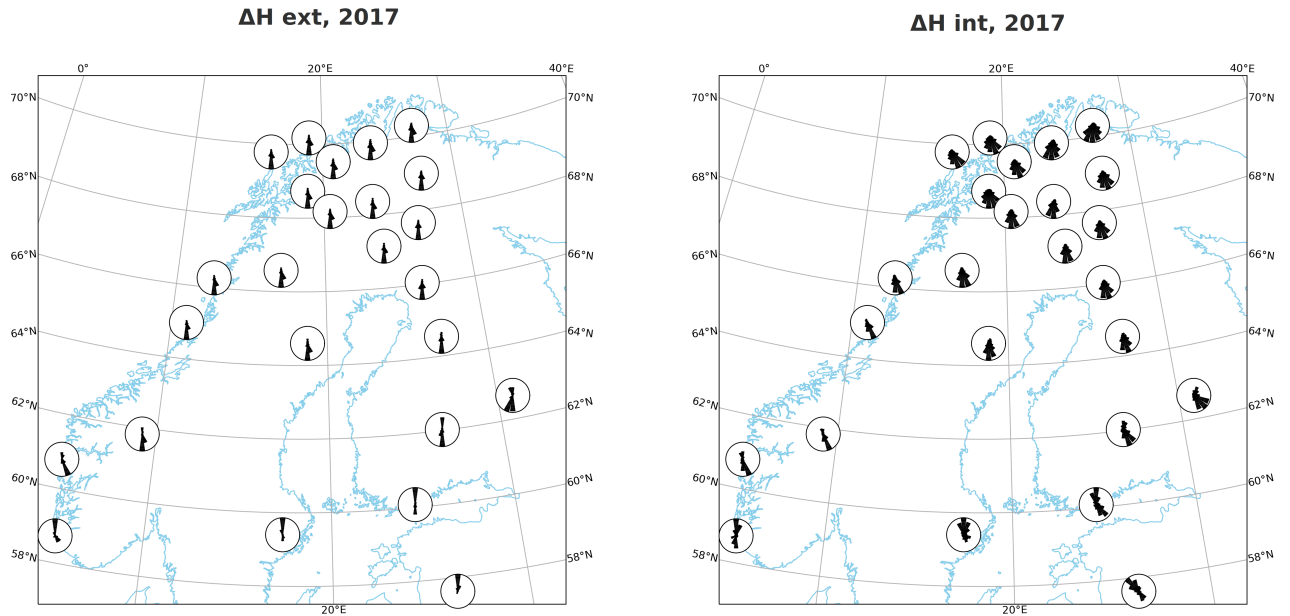 ΔH ext, 2017
ΔH int, 2017
0° 20°E 40°E
0° 20°E 40°E
70°N 70°N
70°N 70°N
68°N 68°N
68°N 68°N
66°N 66°N
66°N 66°N
64°N 64°N
64°N 64°N
62°N 62°N
62°N 62°N
60°N 60°N
60°N 60°N
58°N 58°N
58°N 58°N
20°E
20°E